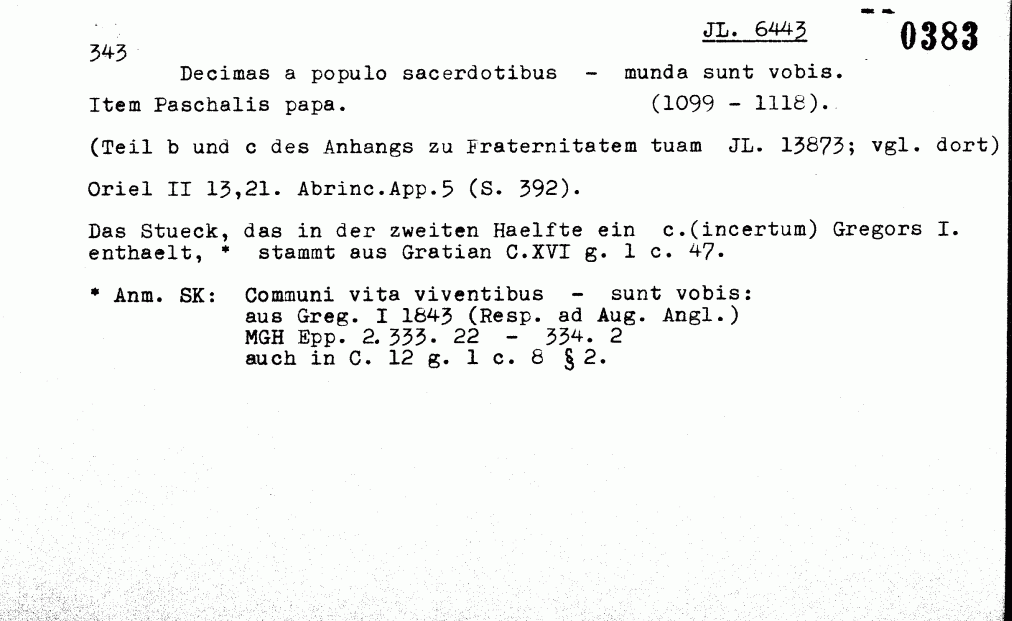 JL. 6443 0383
343
Decimas a populo sacerdotibus - munda sunt vobis.
Item Paschalis papa. (1099 - 1118).
(Teil b und c des Anhangs zu Fraternitatem tuam JL. 13873; vgl. dort)
Oriel II 13,21. Abrinc.App.5 (S. 392).
Das Stueck, das in der zweiten Haelfte ein c.(incertum) Gregors I.
enthaelt, * stammt aus Gratian C.XVI g. l c. 47.
* Anm. SK: Communi vita viventibus - sunt vobis:
aus Greg. I 1843 (Resp. ad Aug. Angl.)
MGH Epp. 2. 333. 22 - 334. 2
auch in C. 12 g. l c. 8 § 2.